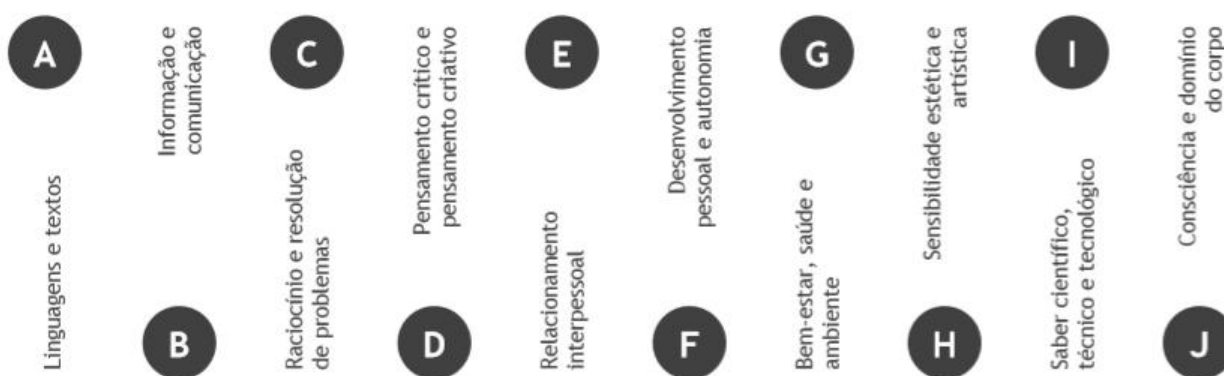 A
Linguagens e textos
Informação e
comunicação
B
C
Raciocínio e resolução
de problemas
Pensamento crítico e
pensamento criativo
D
E
Relacionamento
interpessoal
Desenvolvimento
pessoal e autonomia
F
G
Bem-estar, saúde e
ambiente
Sensibilidade estética e
artística
H
I
Saber científico,
técnico e tecnológico
Consciência e domínio
do corpo
J